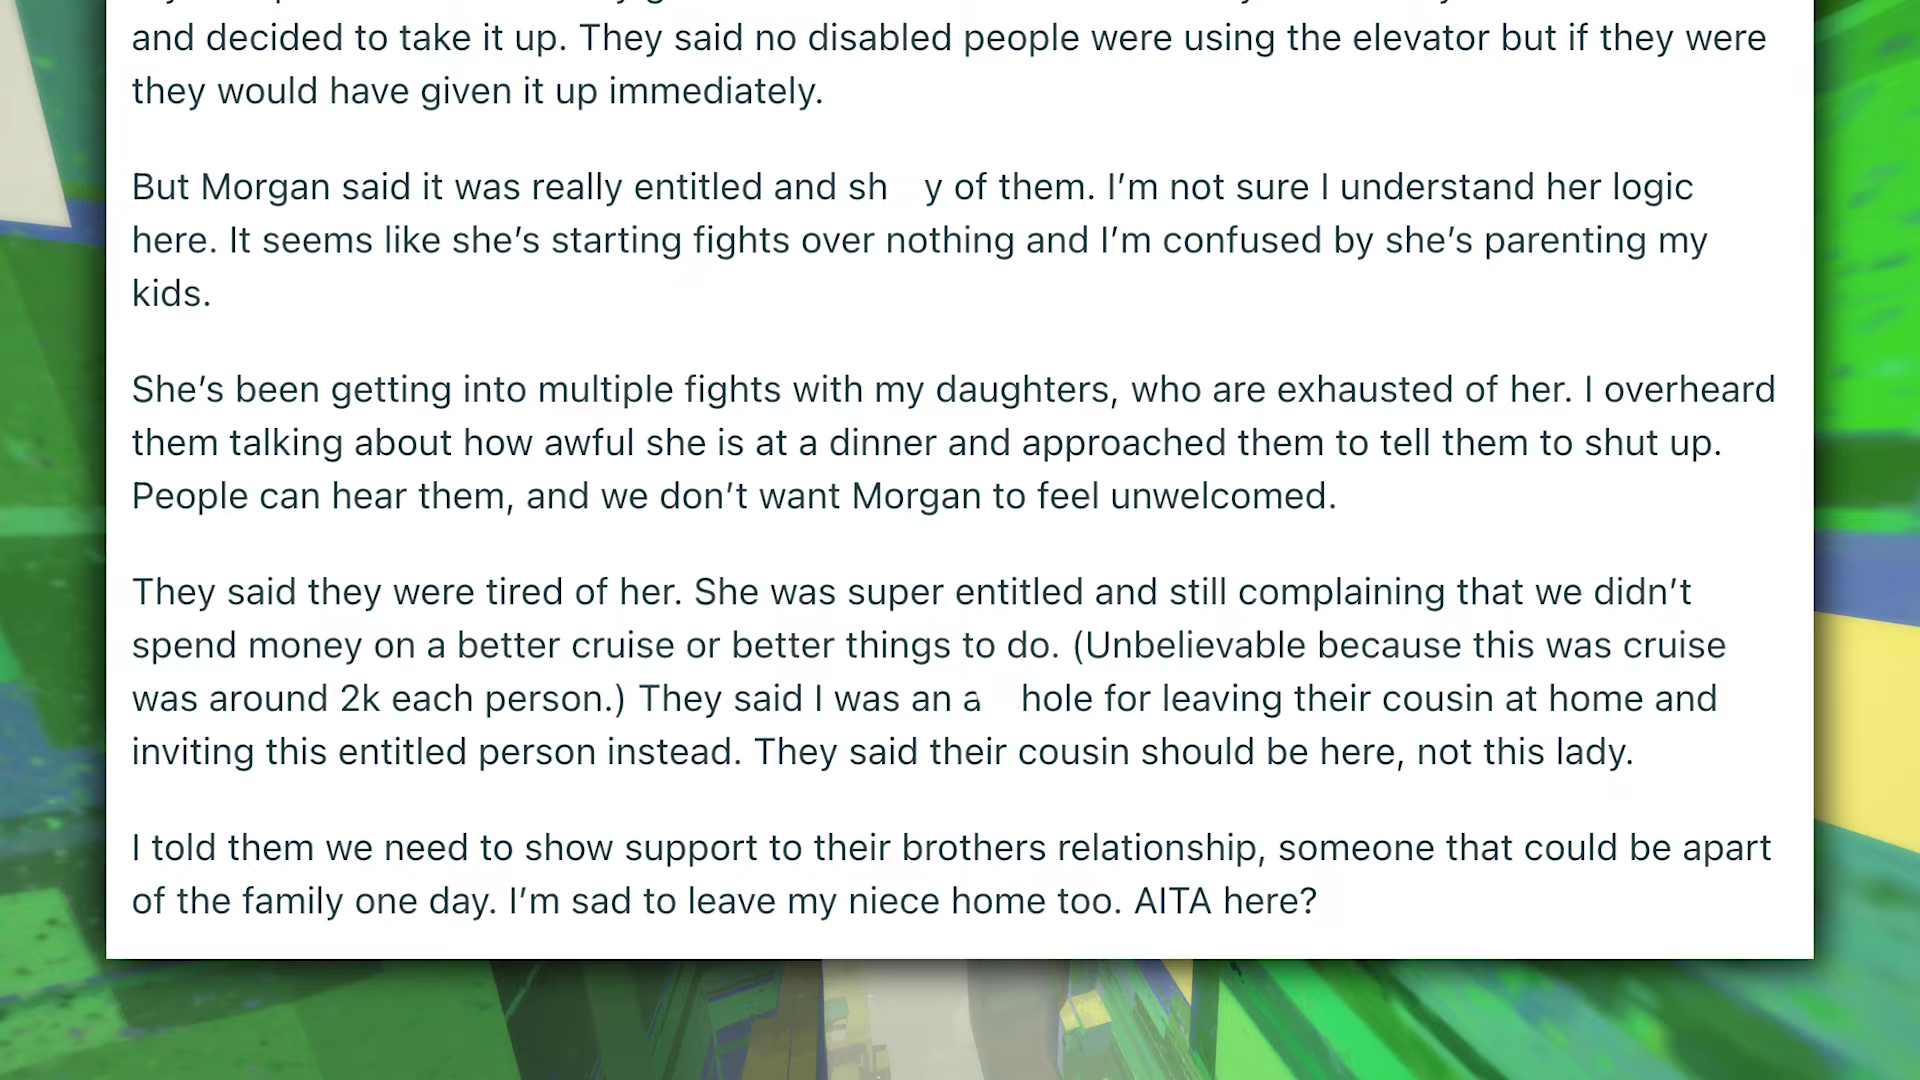 and decided to take it up. They said no disabled people were using the elevator but if they were
they would have given it up immediately.
But Morgan said it was really entitled and sh y of them. I’m not sure I understand her logic
here. It seems like she’s starting fights over nothing and I’m confused by she’s parenting my
kids.
She’s been getting into multiple fights with my daughters, who are exhausted of her. I overheard
them talking about how awful she is at a dinner and approached them to tell them to shut up.
People can hear them, and we don’t want Morgan to feel unwelcomed.
They said they were tired of her. She was super entitled and still complaining that we didn’t
spend money on a better cruise or better things to do. (Unbelievable because this was cruise
was around 2k each person.) They said I was an a hole for leaving their cousin at home and
inviting this entitled person instead. They said their cousin should be here, not this lady.
I told them we need to show support to their brothers relationship, someone that could be apart
of the family one day. I’m sad to leave my niece home too. AITA here?